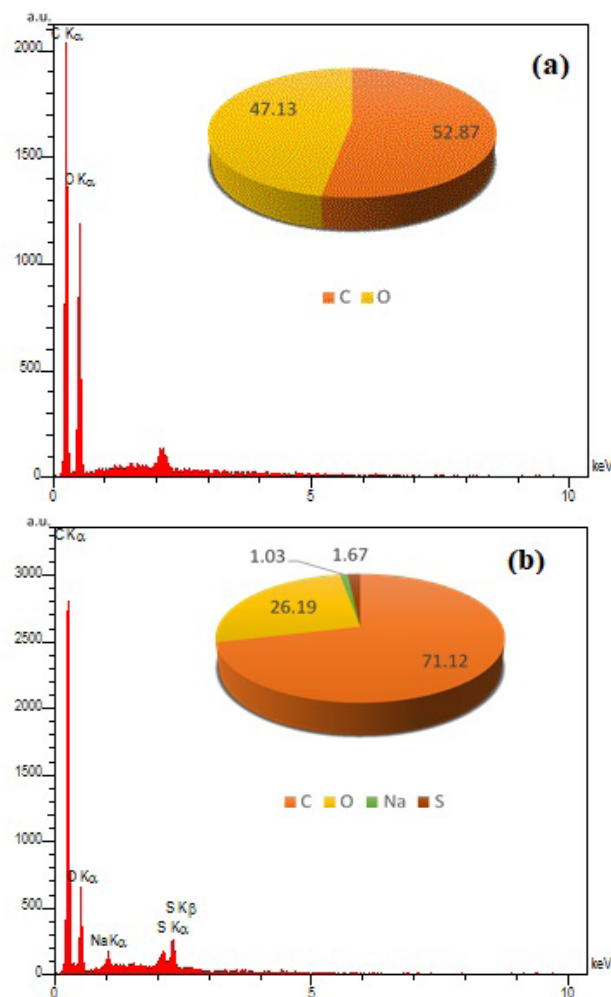 a.u.
C Kα
2000
(a)
47.13
52.87
1500
O Kα
1000
C O
500
0
keV
0 5 10
a.u.
C Kα
1.03 1.67
(b)
3000
26.19
2500
71.12
2000
1500
C O Na S
1000
O Kα
500
S Kβ
S Kα
Na Kα
0
keV
0 5 10